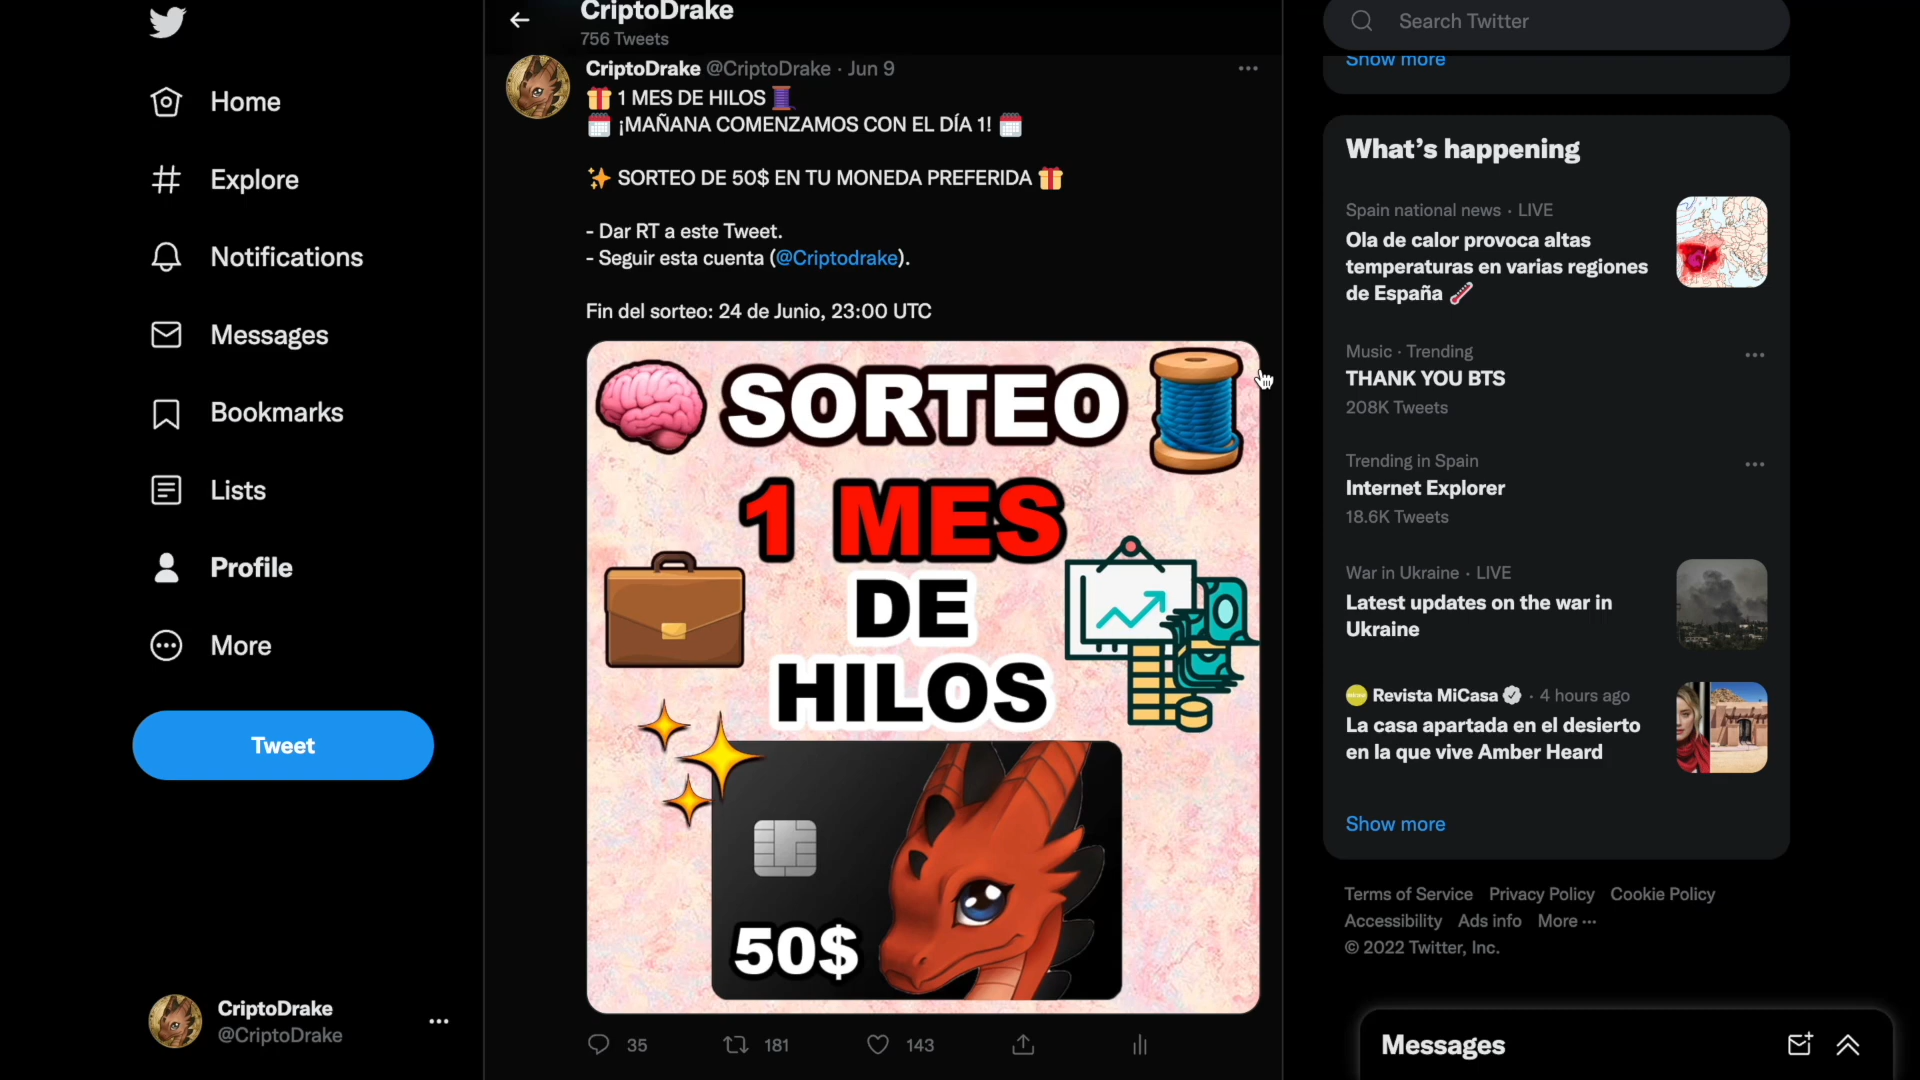 Home
Explore
Notifications
Messages
Bookmarks
Lists
Profile
More
Tweet
CriptoDrake
@CriptoDrake
CriptoDrake
756 Tweets
CriptoDrake @CriptoDrake · Jun 9
1 MES DE HILOS
¡MAÑANA COMENZAMOS CON EL DÍA 1!
SORTEO DE 50$ EN TU MONEDA PREFERIDA
- Dar RT a este Tweet.
- Seguir esta cuenta (@Criptodrake).
Fin del sorteo: 24 de Junio, 23:00 UTC
SORTEO
1 MES
DE
HILOS
50$
35 181 143
Search Twitter
Show more
What's happening
Spain national news · LIVE
Ola de calor provoca altas
temperaturas en varias regiones
de España
Music · Trending
THANK YOU BTS
208K Tweets
Trending in Spain
Internet Explorer
18.6K Tweets
War in Ukraine · LIVE
Latest updates on the war in
Ukraine
Revista MiCasa · 4 hours ago
La casa apartada en el desierto
en la que vive Amber Heard
Show more
Terms of Service Privacy Policy Cookie Policy
Accessibility Ads info More ···
© 2022 Twitter, Inc.
Messages